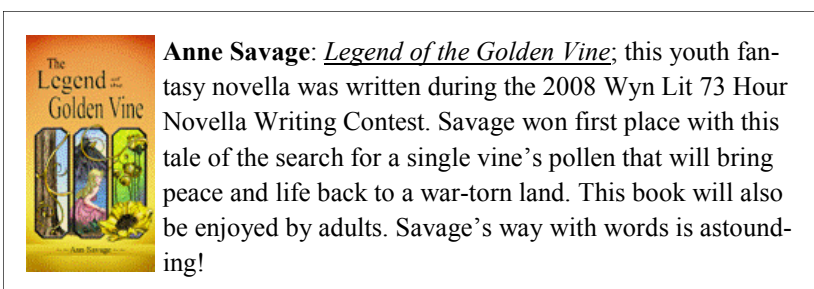 The
Legend of the
Golden Vine
Ann Savage
Anne Savage: Legend of the Golden Vine; this youth fan-
tasy novella was written during the 2008 Wyn Lit 73 Hour
Novella Writing Contest. Savage won first place with this
tale of the search for a single vine's pollen that will bring
peace and life back to a war-torn land. This book will also
be enjoyed by adults. Savage's way with words is astound-
ing!